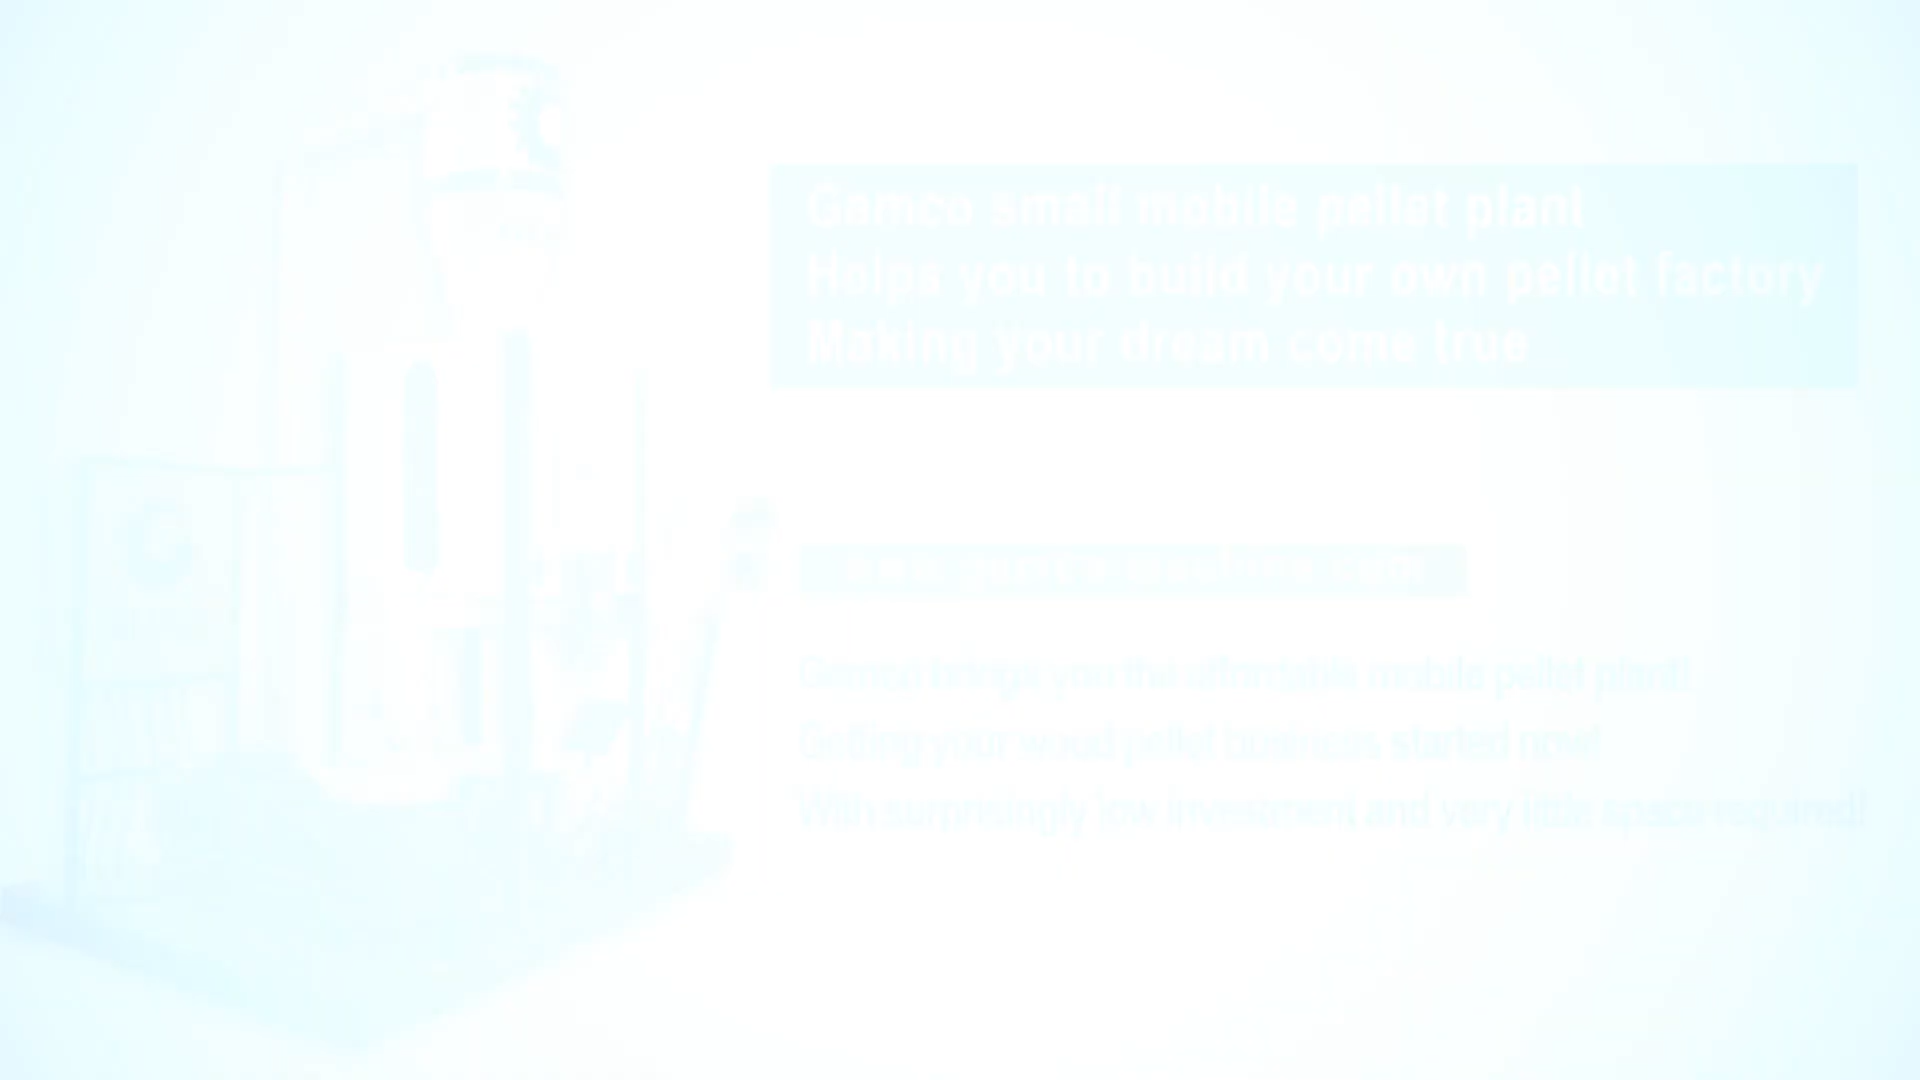 Gamco small mobile pellet plant
Helps you to build your own pellet factory
Making your dream come true
Gamco brings you the affordable mobile pellet plant!
Getting your wood pellet business started now!
With surprisingly low investment and very little space required!